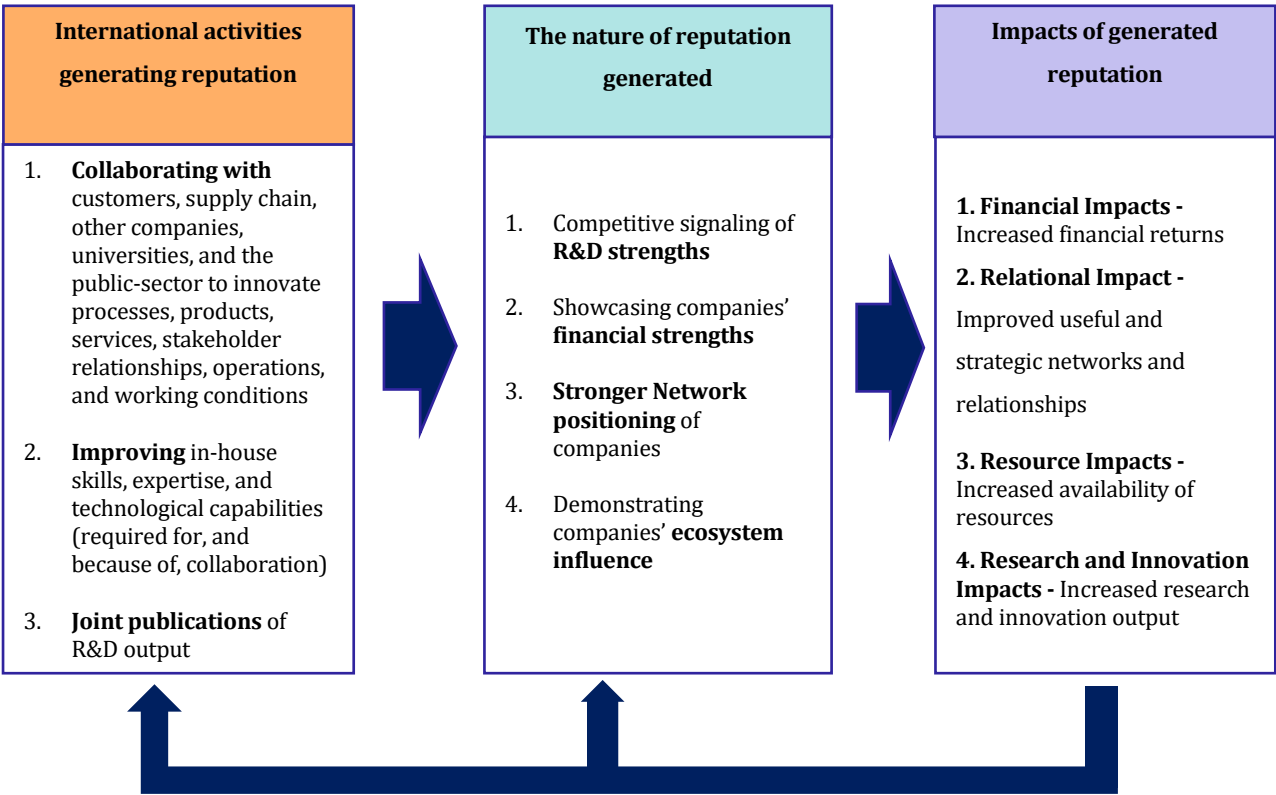 International activities
generating reputation
1. Collaborating with
customers, supply chain,
other companies,
universities, and the
public-sector to innovate
processes, products,
services, stakeholder
relationships, operations,
and working conditions
2. Improving in-house
skills, expertise, and
technological capabilities
(required for, and
because of, collaboration)
3. Joint publications of
R&D output
The nature of reputation
generated
1. Competitive signaling of
R&D strengths
2. Showcasing companies’
financial strengths
3. Stronger Network
positioning of
companies
4. Demonstrating
companies’ ecosystem
influence
Impacts of generated
reputation
1. Financial Impacts -
Increased financial returns
2. Relational Impact -
Improved useful and
strategic networks and
relationships
3. Resource Impacts -
Increased availability of
resources
4. Research and Innovation
Impacts - Increased research
and innovation output